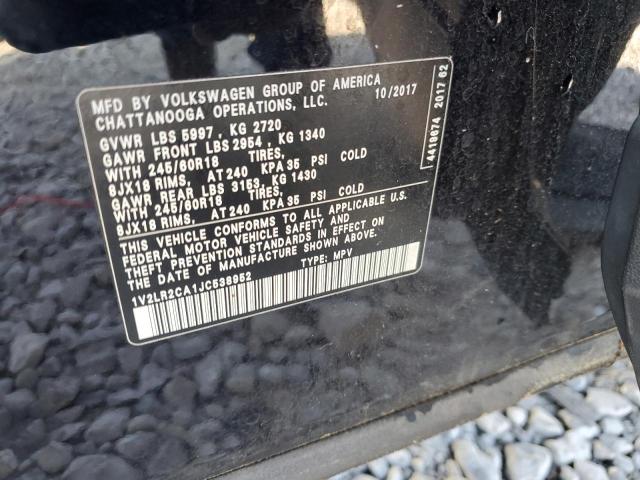 MFD BY VOLKSWAGEN GROUP OF AMERICA
CHATTANOOGA OPERATIONS, LLC. 10/2017
GVWR LBS 5997 , KG 2720
GAWR FRONT LBS 2954 , KG 1340
WITH 245/60R18 TIRES,
8JX18 RIMS, AT 240 KPA 35 PSI COLD
GAWR REAR LBS 3153, KG 1430
WITH 245/60R18 TIRES,
8JX18 RIMS, AT 240 KPA 35 PSI COLD
THIS VEHICLE CONFORMS TO ALL APPLICABLE U.S.
FEDERAL MOTOR VEHICLE SAFETY AND
THEFT PREVENTION STANDARDS IN EFFECT ON
THE DATE OF MANUFACTURE SHOWN ABOVE.
1V2LR2CA1JC538952 TYPE: MPV
4419674 2017 62